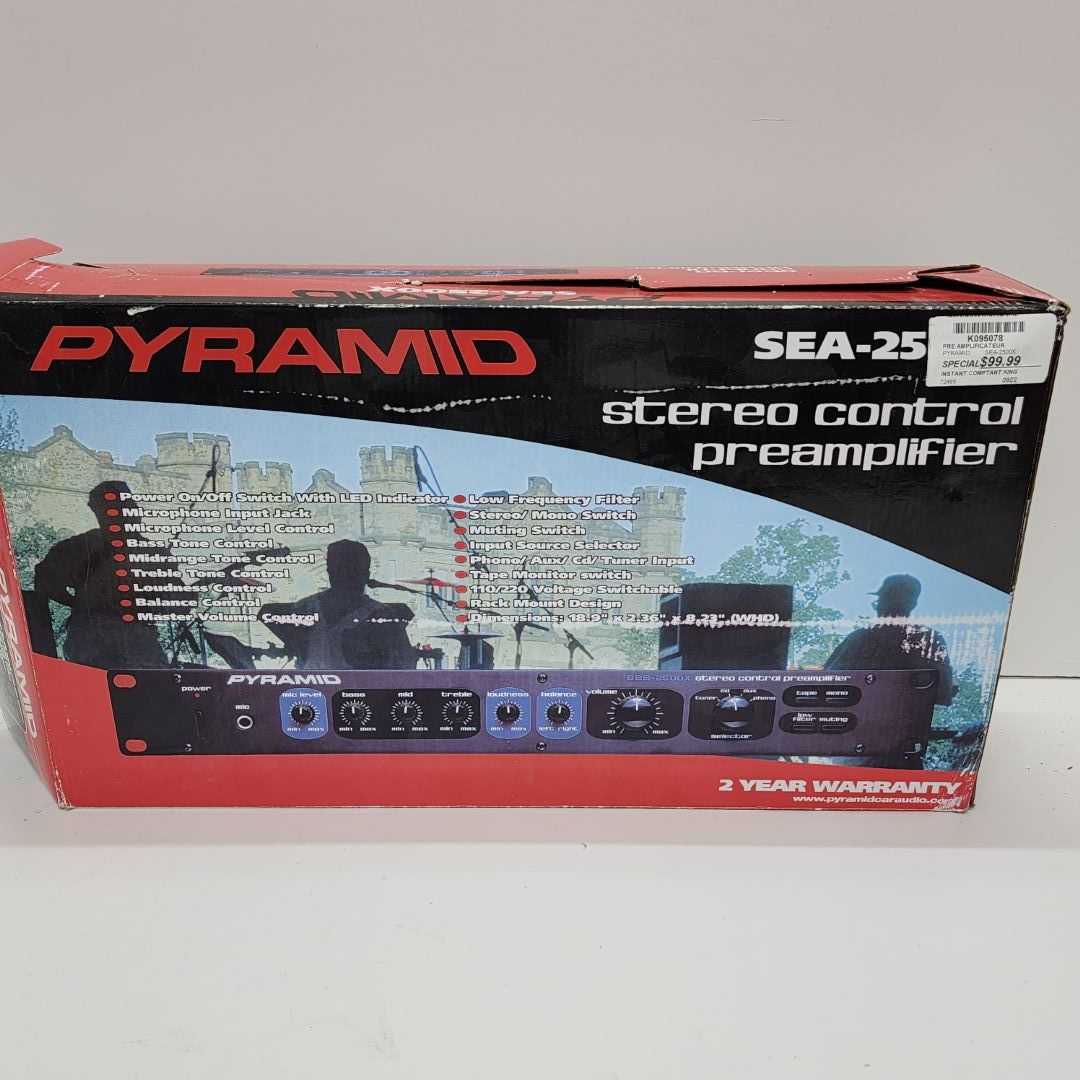 PYRAMID
SEA-25
K095078
PRE AMPLIFICATEUR
PYRAMID SEA-2500X
SPECIAL $99.99
INSTANT COMPTANT KING
72495 0922
stereo control
preamplifier
Power On/Off Switch With LED Indicator
Microphone Input Jack
Microphone Level Control
Bass Tone Control
Midrange Tone Control
Treble Tone Control
Loudness Control
Balance Control
Master Volume Control
Low Frequency Filter
Stereo/ Mono Switch
Muting Switch
Input Source Selector
Phono/ Aux/ Cd/ Tuner Input
Tape Monitor switch
110/220 Voltage Switchable
Rack Mount Design
Dimensions: 18.9" x 2.36" x 8.23" (WHD)
PYRAMID
SEA-2500X stereo control preamplifier
power
mic
mic level
min max
bass
min max
mid
min max
treble
min max
loudness
min max
balance
left right
volume
min max
cd aux
tuner phono
selector
tape mono
low
filter muting
2 YEAR WARRANTY
www.pyramidcaraudio.com
PYRAMID